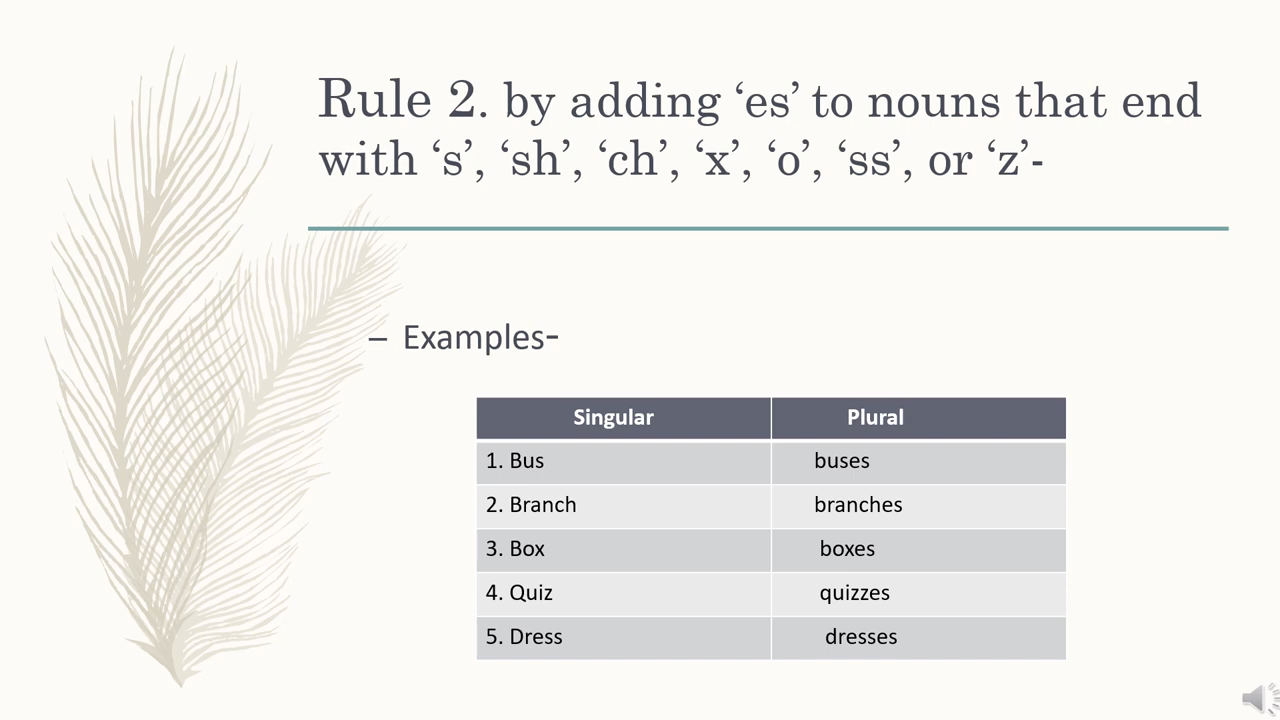 Rule 2. by adding ‘es’ to nouns that end
with ‘s’, ‘sh’, ‘ch’, ‘x’, ‘o’, ‘ss’, or ‘z’-
– Examples-
Singular Plural
1. Bus buses
2. Branch branches
3. Box boxes
4. Quiz quizzes
5. Dress dresses